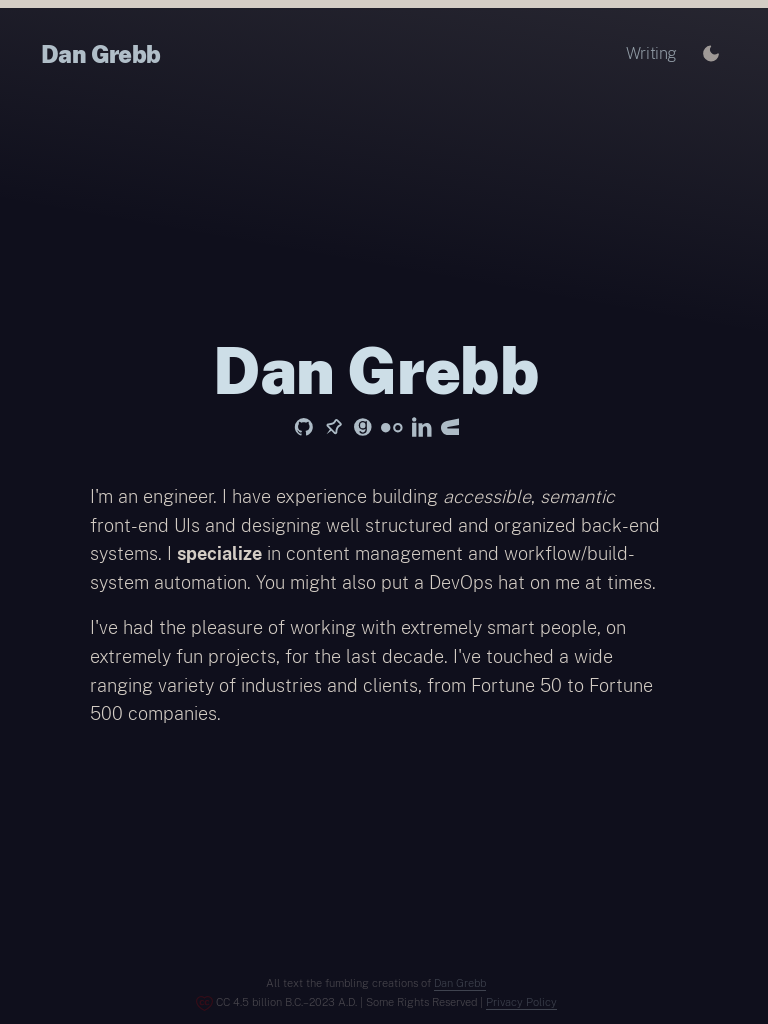 Dan Grebb
Writing
Dan Grebb
I'm an engineer. I have experience building accessible, semantic
front-end UIs and designing well structured and organized back-end
systems. I specialize in content management and workflow/build-
system automation. You might also put a DevOps hat on me at times.
I've had the pleasure of working with extremely smart people, on
extremely fun projects, for the last decade. I've touched a wide
ranging variety of industries and clients, from Fortune 50 to Fortune
500 companies.
All text the fumbling creations of Dan Grebb
CC 4.5 billion B.C.–2023 A.D. | Some Rights Reserved | Privacy Policy